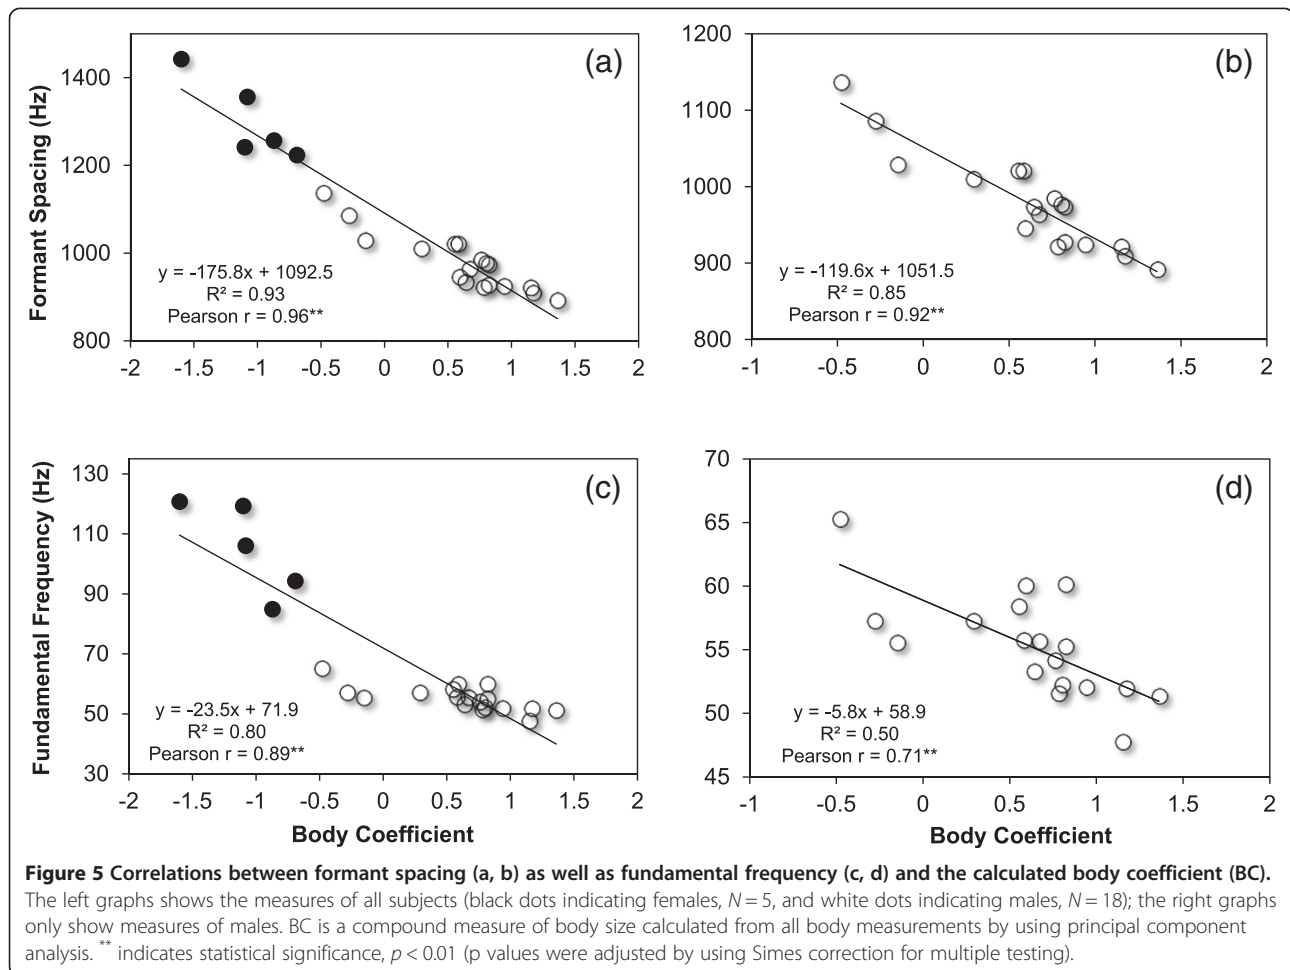 (a)
Formant Spacing (Hz)
1400
1200
1000
800
y = -175.8x + 1092.5
R² = 0.93
Pearson r = 0.96**
-2 -1.5 -1 -0.5 0 0.5 1 1.5 2
(b)
1200
1100
1000
900
800
y = -119.6x + 1051.5
R² = 0.85
Pearson r = 0.92**
-1 -0.5 0 0.5 1 1.5 2
(c)
Fundamental Frequency (Hz)
130
110
90
70
50
30
y = -23.5x + 71.9
R² = 0.80
Pearson r = 0.89**
-2 -1.5 -1 -0.5 0 0.5 1 1.5 2
Body Coefficient
(d)
70
65
60
55
50
45
y = -5.8x + 58.9
R² = 0.50
Pearson r = 0.71**
-1 -0.5 0 0.5 1 1.5 2
Body Coefficient
Figure 5 Correlations between formant spacing (a, b) as well as fundamental frequency (c, d) and the calculated body coefficient (BC).
The left graphs shows the measures of all subjects (black dots indicating females, N = 5, and white dots indicating males, N = 18); the right graphs
only show measures of males. BC is a compound measure of body size calculated from all body measurements by using principal component
analysis. ** indicates statistical significance, p < 0.01 (p values were adjusted by using Simes correction for multiple testing).